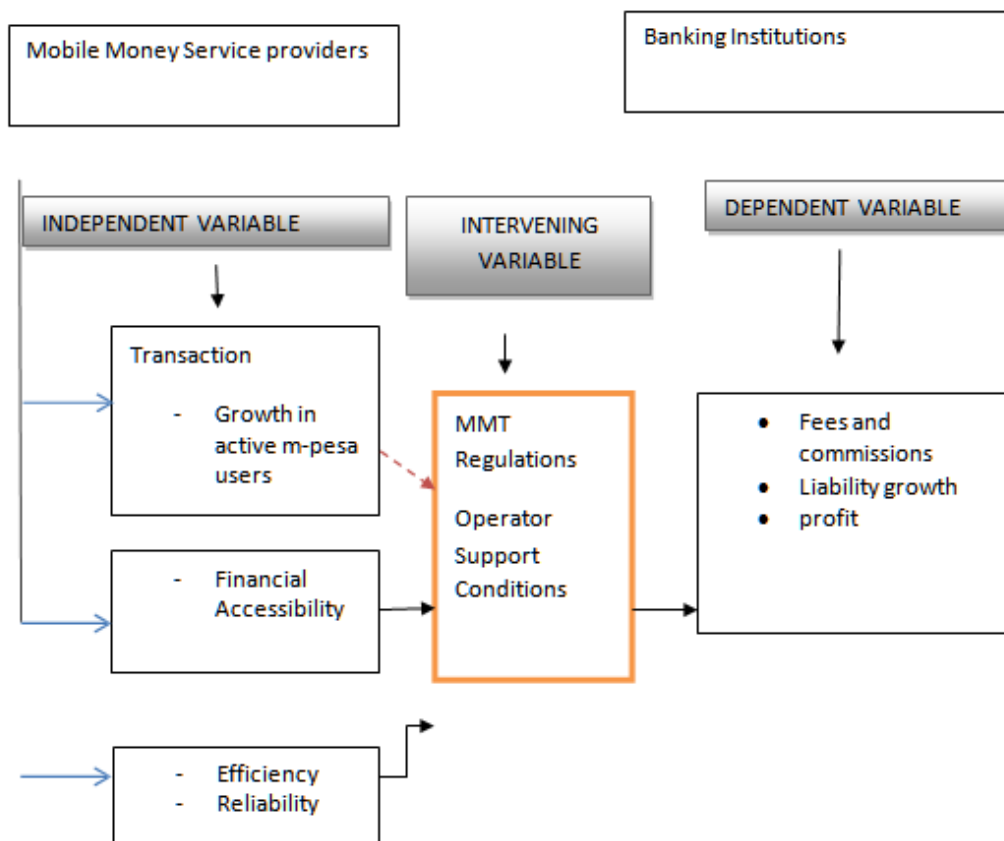 Mobile Money Service providers
Banking Institutions
INDEPENDENT VARIABLE
INTERVENING
VARIABLE
DEPENDENT VARIABLE
Transaction
- Growth in
active m-pesa
users
MMT
Regulations
Operator
Support
Conditions
● Fees and
commissions
● Liability growth
● profit
- Financial
Accessibility
- Efficiency
- Reliability